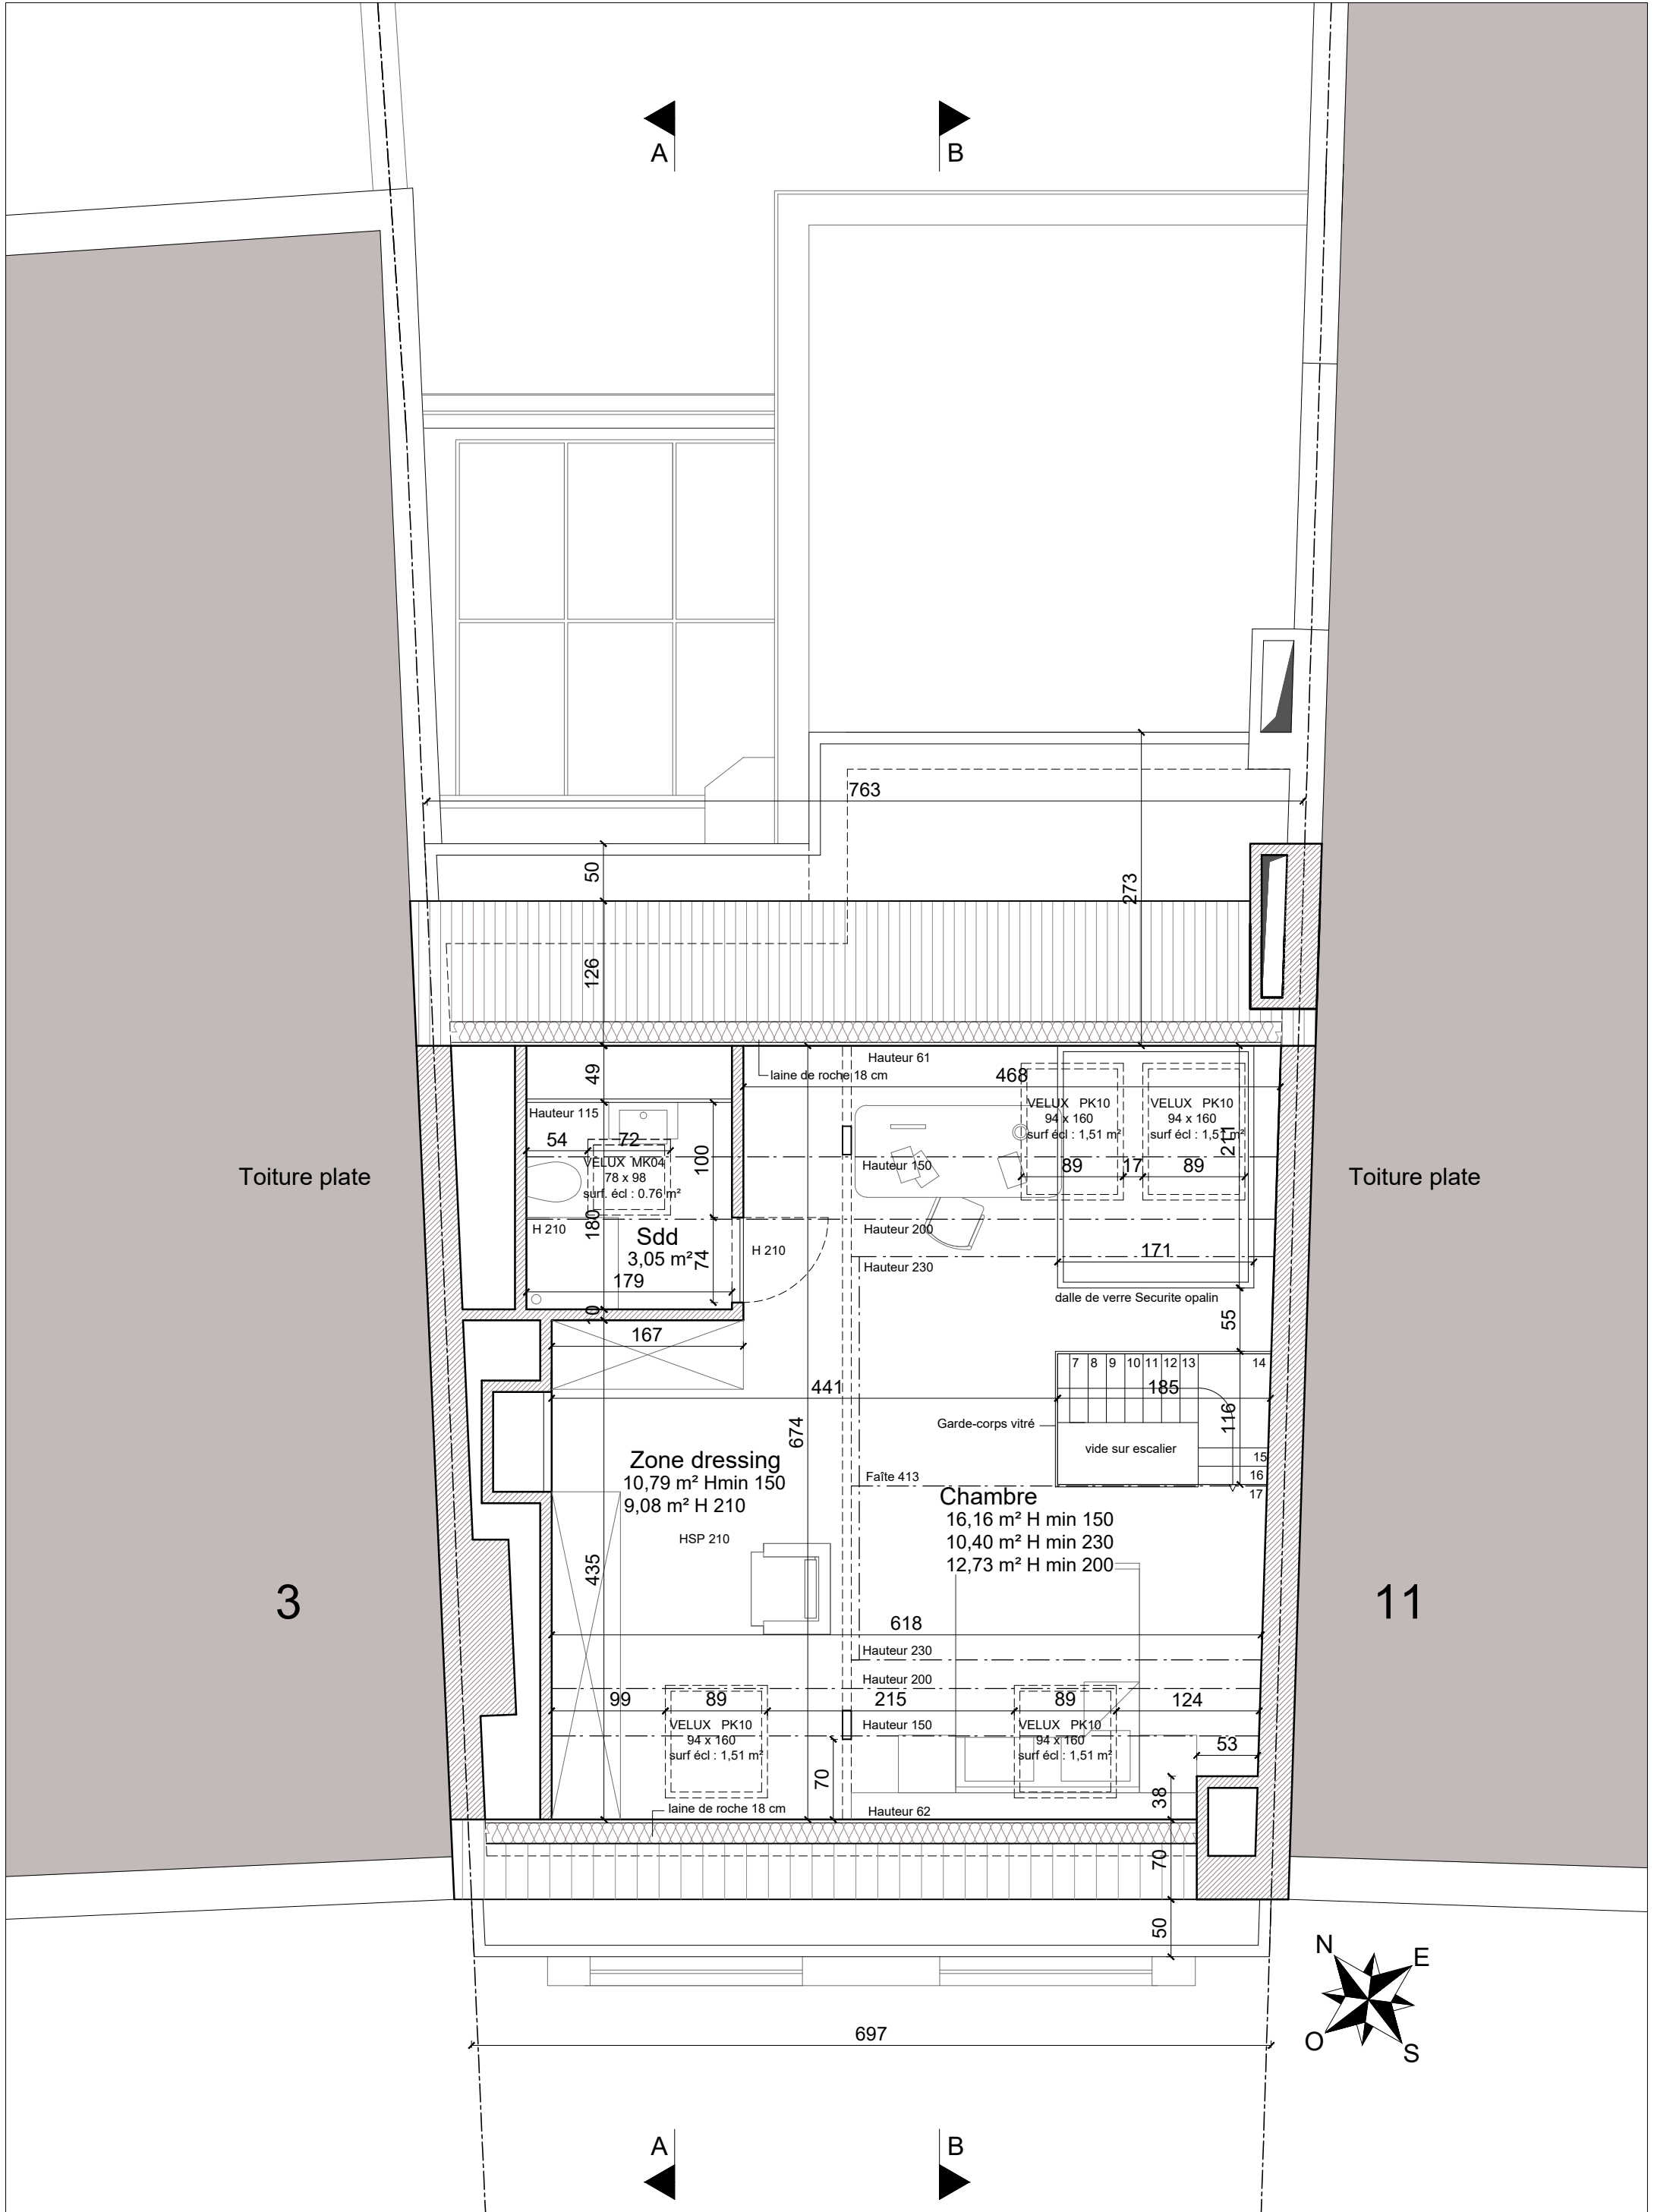 A
B
763
50
273
126
Hauteur 61
laine de roche 18 cm
468
49
Hauteur 115
54
72
VELUX MK04
78 x 98
surf. écl : 0.76 m²
100
VELUX PK10
94 x 160
surf écl : 1,51 m²
VELUX PK10
94 x 160
surf écl : 1,51 m²
211
Hauteur 150
89
17
89
Toiture plate
Toiture plate
180
H 210
Sdd
3,05 m²
74
H 210
Hauteur 200
Hauteur 230
171
179
dalle de verre Securite opalin
10
55
167
7
8
9
10
11
12
13
14
441
185
116
Garde-corps vitré
vide sur escalier
674
15
16
17
Zone dressing
10,79 m² Hmin 150
9,08 m² H 210
HSP 210
Faîte 413
Chambre
16,16 m² H min 150
10,40 m² H min 230
12,73 m² H min 200
435
3
11
618
Hauteur 230
Hauteur 200
99
89
215
89
124
VELUX PK10
94 x 160
surf écl : 1,51 m²
Hauteur 150
VELUX PK10
94 x 160
surf écl : 1,51 m²
53
70
38
laine de roche 18 cm
Hauteur 62
70
50
N
E
O
S
697
A
B